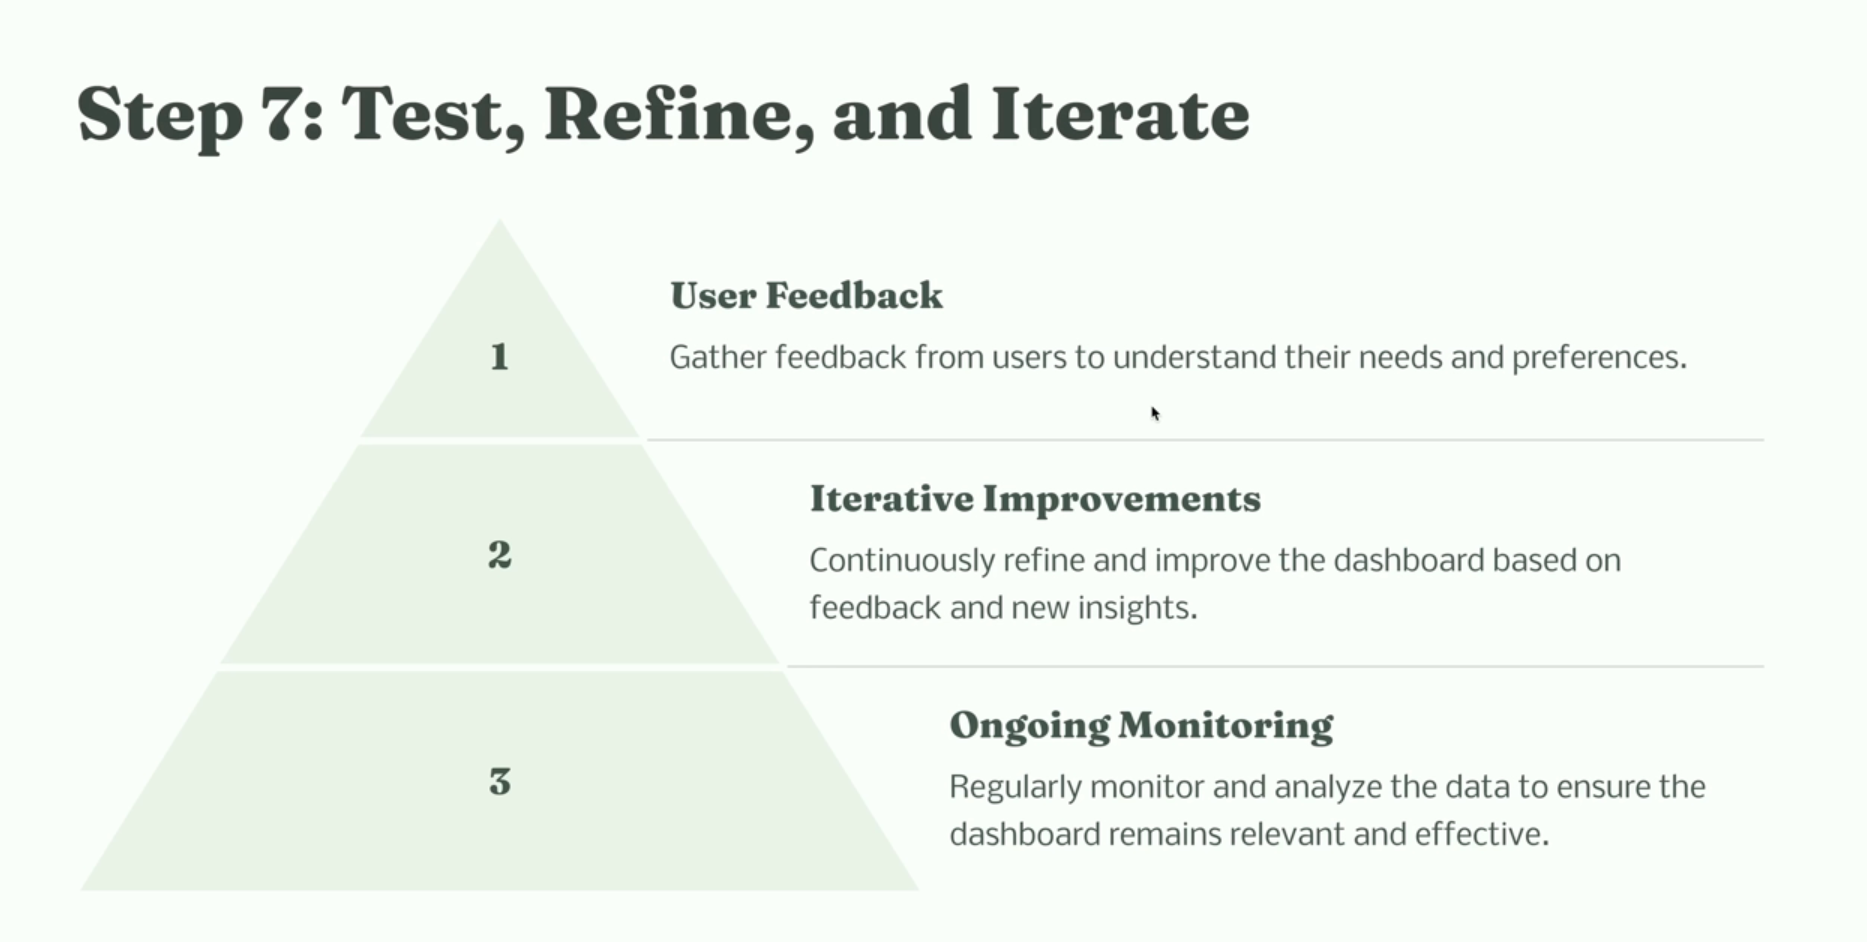 Step 7: Test, Refine, and Iterate
1
User Feedback
Gather feedback from users to understand their needs and preferences.
2
Iterative Improvements
Continuously refine and improve the dashboard based on
feedback and new insights.
3
Ongoing Monitoring
Regularly monitor and analyze the data to ensure the
dashboard remains relevant and effective.